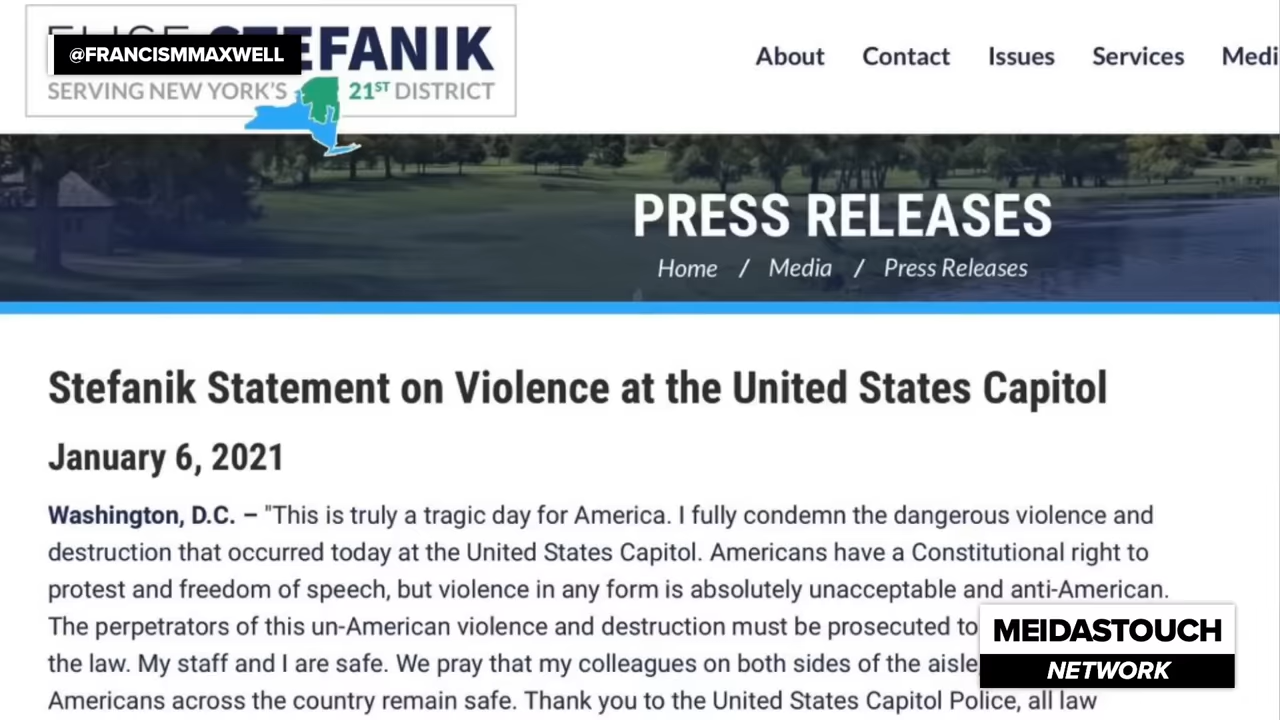 @FRANCISMMAXWELL
STEFANIK
SERVING NEW YORK'S 21ST DISTRICT
About Contact Issues Services
PRESS RELEASES
Home / Media / Press Releases
Stefanik Statement on Violence at the United States Capitol
January 6, 2021
Washington, D.C. – "This is truly a tragic day for America. I fully condemn the dangerous violence and
destruction that occurred today at the United States Capitol. Americans have a Constitutional right to
protest and freedom of speech, but violence in any form is absolutely unacceptable and anti-American.
The perpetrators of this un-American violence and destruction must be prosecuted to
the law. My staff and I are safe. We pray that my colleagues on both sides of the aisle
Americans across the country remain safe. Thank you to the United States Capitol Police, all law
MEIDASTOUCH
NETWORK